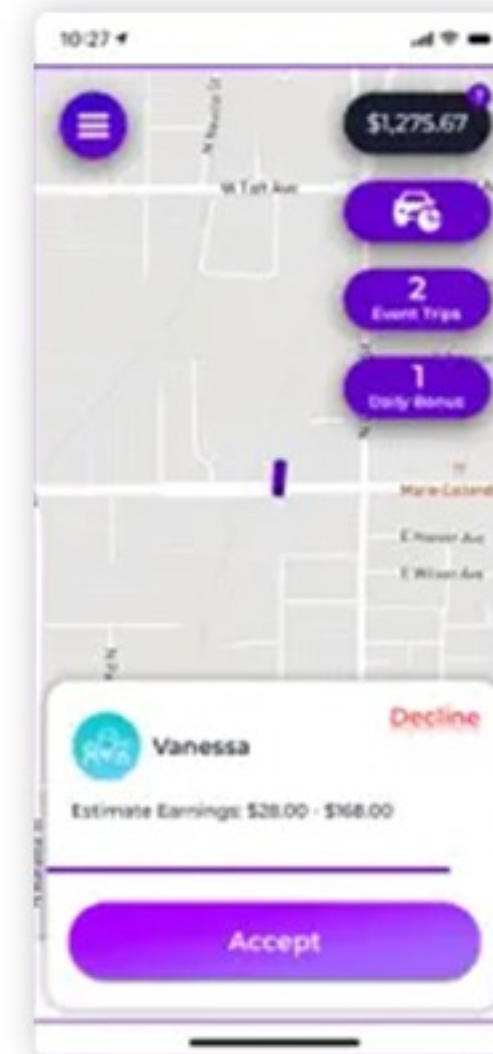 10:27
$1,275.67
W Taft Ave
2
Event Trips
1
Daily Bonus
E Wilson Ave
Decline
Vanessa
Estimate Earnings: $28.00 - $168.00
Accept